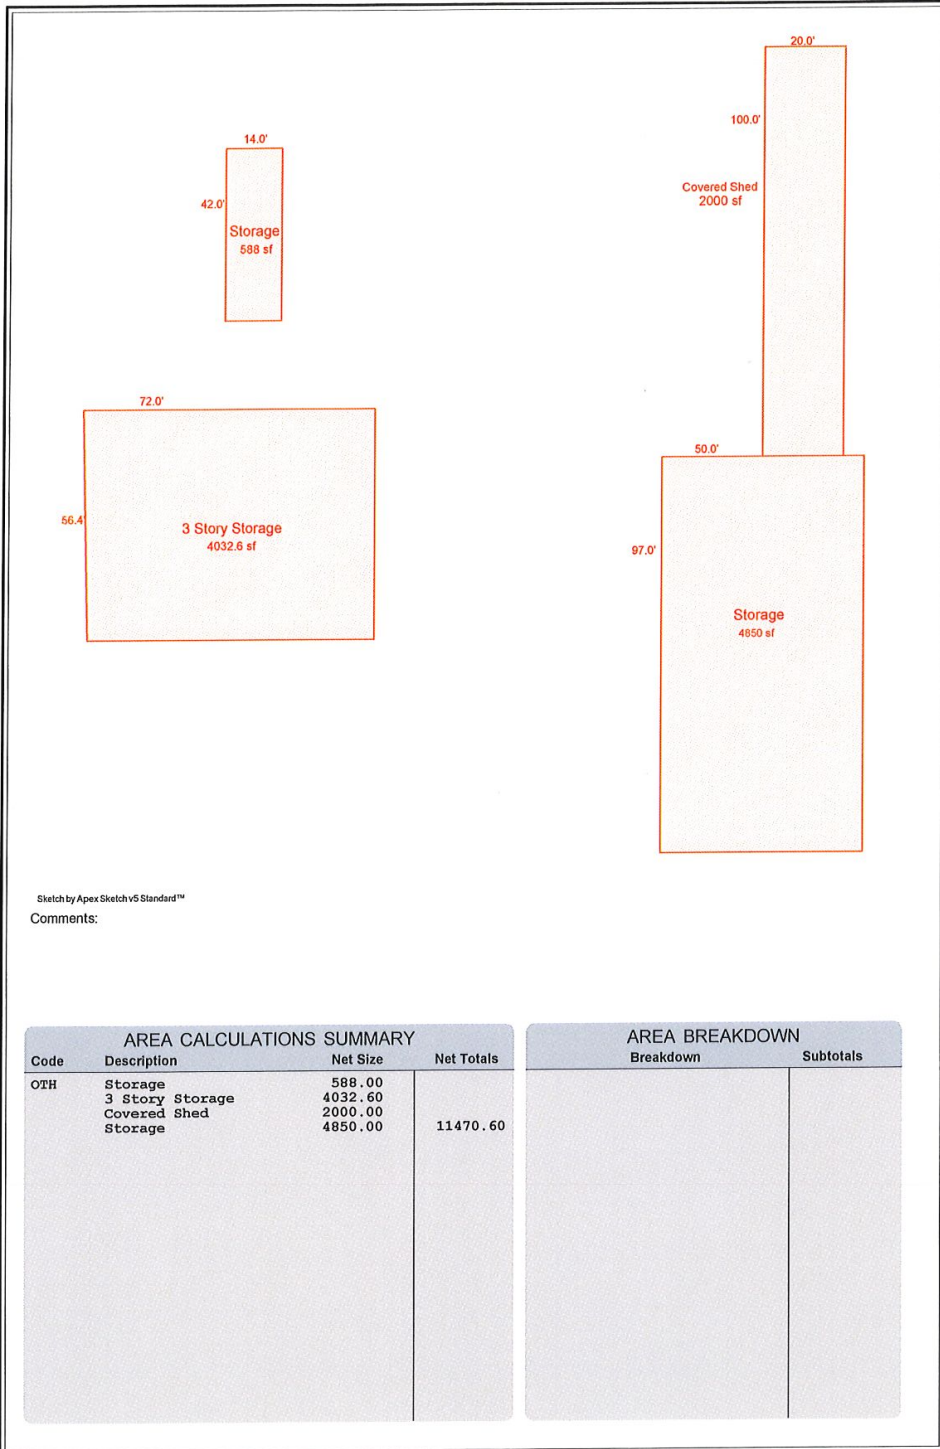 20.0'
100.0'
14.0'
Covered Shed
2000 sf
42.0'
Storage
588 sf
72.0'
50.0'
56.4'
3 Story Storage
4032.6 sf
97.0'
Storage
4850 sf
Sketch by Apex Sketch v5 Standard™
Comments:
AREA CALCULATIONS SUMMARY
Code Description Net Size Net Totals
OTH Storage 588.00
3 Story Storage 4032.60
Covered Shed 2000.00
Storage 4850.00 11470.60
AREA BREAKDOWN
Breakdown Subtotals